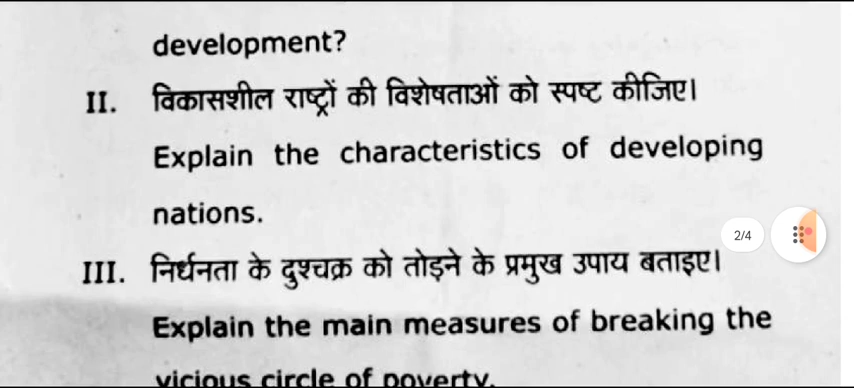 development?
II. विकासशील राष्ट्रों की विशेषताओं को स्पष्ट कीजिए।
Explain the characteristics of developing
nations.
2/4
III. निर्धनता के दुश्चक्र को तोड़ने के प्रमुख उपाय बताइए।
Explain the main measures of breaking the
vicious circle of poverty.